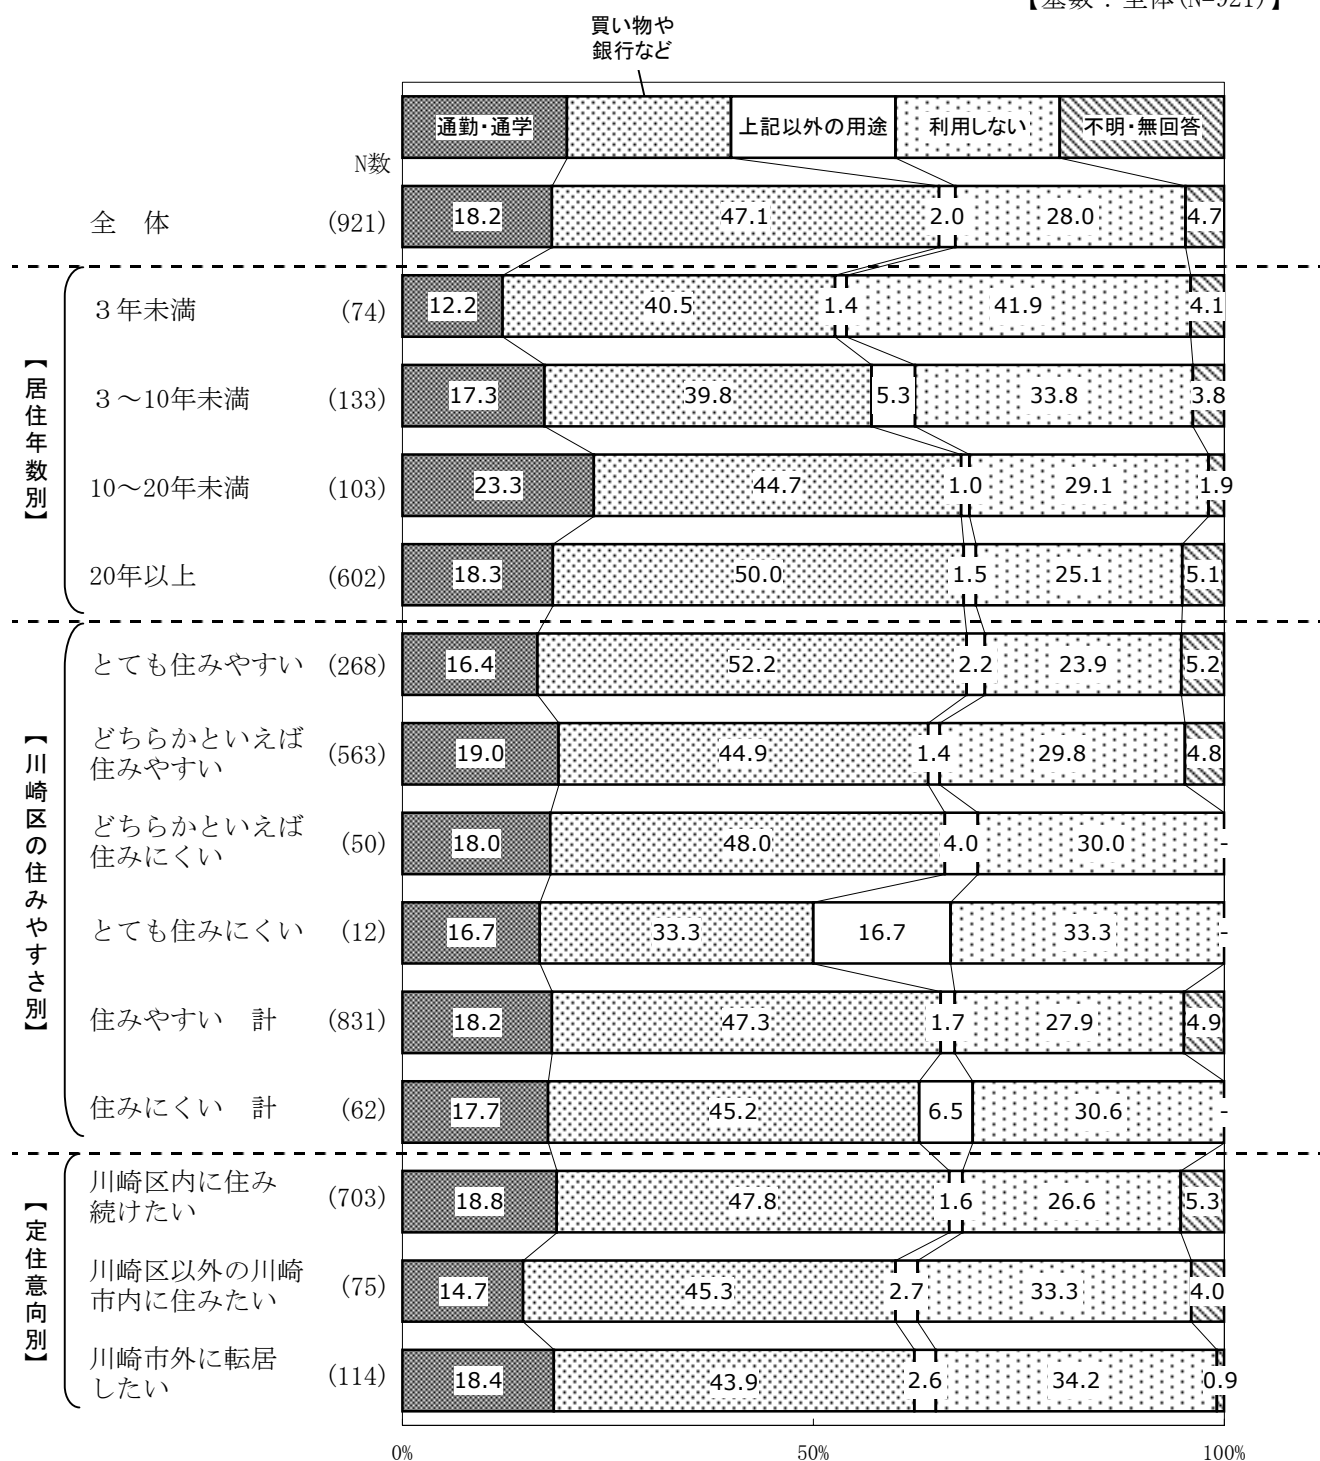 【基数：全体(N=921)】
買い物や
銀行など
通勤・通学 上記以外の用途 利用しない 不明・無回答
N数
全　体 (921) 18.2 47.1 2.0 28.0 4.7
【居住年数別】
３年未満 (74) 12.2 40.5 1.4 41.9 4.1
３～10年未満 (133) 17.3 39.8 5.3 33.8 3.8
10～20年未満 (103) 23.3 44.7 1.0 29.1 1.9
20年以上 (602) 18.3 50.0 1.5 25.1 5.1
【川崎区の住みやすさ別】
とても住みやすい (268) 16.4 52.2 2.2 23.9 5.2
どちらかといえば
住みやすい (563) 19.0 44.9 1.4 29.8 4.8
どちらかといえば
住みにくい (50) 18.0 48.0 4.0 30.0 -
とても住みにくい (12) 16.7 33.3 16.7 33.3 -
住みやすい　計 (831) 18.2 47.3 1.7 27.9 4.9
住みにくい　計 (62) 17.7 45.2 6.5 30.6 -
【定住意向別】
川崎区内に住み
続けたい (703) 18.8 47.8 1.6 26.6 5.3
川崎区以外の川崎
市内に住みたい (75) 14.7 45.3 2.7 33.3 4.0
川崎市外に転居
したい (114) 18.4 43.9 2.6 34.2 0.9
0% 50% 100%